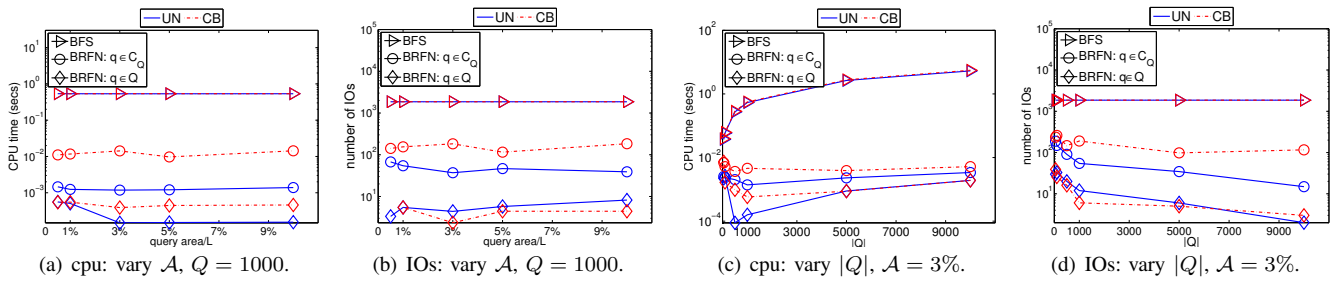 UN CB
BFS
BRFN: q∈C_Q
BRFN: q∈Q
CPU time (secs)
10^1
10^0
10^-1
10^-2
10^-3
0 1% 3% 5% 7% 9%
query area/L
(a) cpu: vary 𝒜, Q = 1000.
UN CB
BFS
BRFN: q∈C_Q
BRFN: q∈Q
number of IOs
10^5
10^4
10^3
10^2
10^1
0 1% 3% 5% 7% 9%
query area/L
(b) IOs: vary 𝒜, Q = 1000.
UN CB
BFS
BRFN: q∈C_Q
BRFN: q∈Q
CPU time (secs)
10^2
10^0
10^-2
10^-4
0 1000 3000 5000 7000 9000
|Q|
(c) cpu: vary |Q|, 𝒜 = 3%.
UN CB
BFS
BRFN: q∈C_Q
BRFN: q∈Q
number of IOs
10^5
10^4
10^3
10^2
10^1
0 1000 3000 5000 7000 9000
|Q|
(d) IOs: vary |Q|, 𝒜 = 3%.